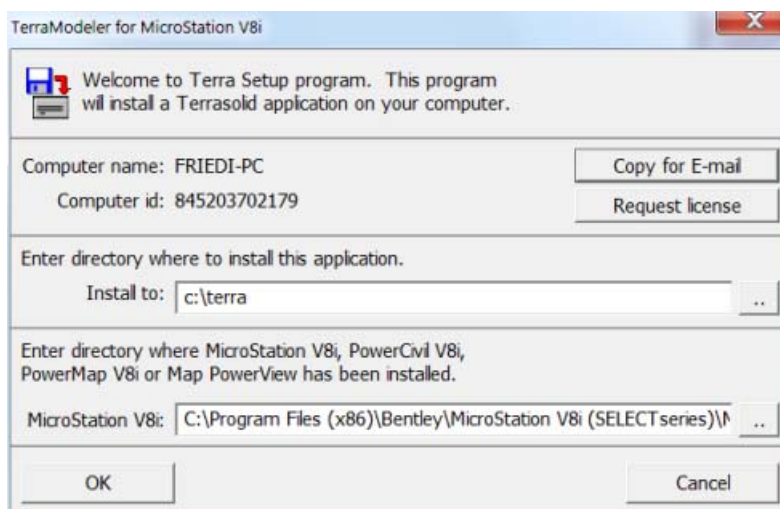 TerraModeler for MicroStation V8i
Welcome to Terra Setup program. This program
will install a Terrasolid application on your computer.
Computer name: FRIEDI-PC
Copy for E-mail
Computer id: 845203702179
Request license
Enter directory where to install this application.
Install to: c:\terra
..
Enter directory where MicroStation V8i, PowerCivil V8i,
PowerMap V8i or Map PowerView has been installed.
MicroStation V8i: C:\Program Files (x86)\Bentley\MicroStation V8i (SELECTseries)\
..
OK
Cancel